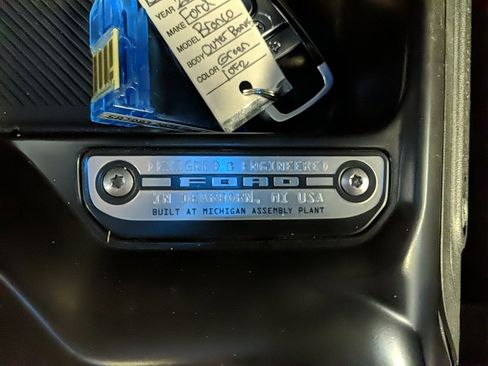 YEAR
MAKE Ford
MODEL Bronco
BODY Outer Banks
COLOR Green
DESIGNED & ENGINEERED
FORD
IN DEARBORN, MI USA
BUILT AT MICHIGAN ASSEMBLY PLANT